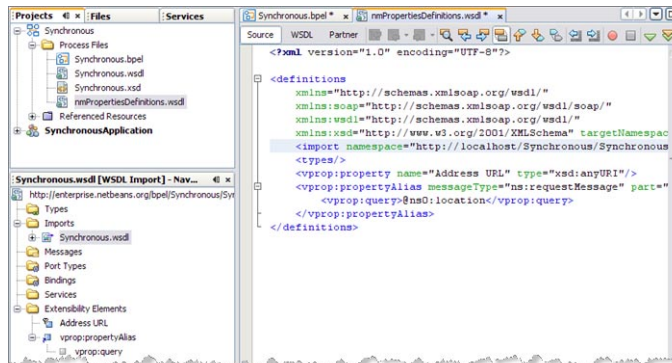 Projects
Files
Services
Synchronous
Process Files
Synchronous.bpel
Synchronous.wsdl
Synchronous.xsd
nmPropertiesDefinitions.wsdl
Referenced Resources
SynchronousApplication
Synchronous.wsdl [WSDL Import] - Nav...
http://enterprise.netbeans.org/bpel/Synchronous/Syr
Types
Imports
Synchronous.wsdl
Messages
Port Types
Bindings
Services
Extensibility Elements
Address URL
vprop:propertyAlias
vprop:query
Synchronous.bpel * x nmPropertiesDefinitions.wsdl * x
Source WSDL Partner
<?xml version="1.0" encoding="UTF-8"?>
<definitions
xmlns="http://schemas.xmlsoap.org/wsdl/"
xmlns:soap="http://schemas.xmlsoap.org/wsdl/soap/"
xmlns:wsdl="http://schemas.xmlsoap.org/wsdl/"
xmlns:xsd="http://www.w3.org/2001/XMLSchema" targetNamespac
<import namespace="http://localhost/Synchronous/Synchronous
<types/>
<vprop:property name="Address URL" type="xsd:anyURI"/>
<vprop:propertyAlias messageType="ns:requestMessage" part="
<vprop:query>@ns0:location</vprop:query>
</vprop:propertyAlias>
</definitions>